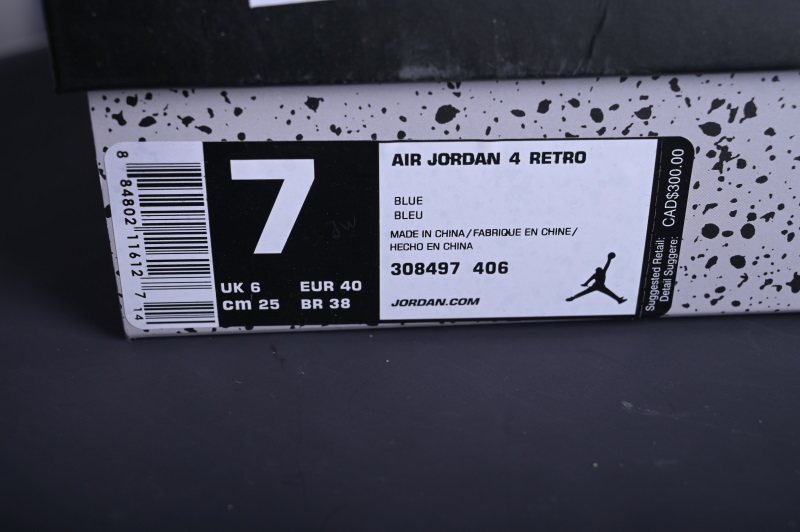 8 84802 11612 7 14
7
UK 6 EUR 40
cm 25 BR 38
AIR JORDAN 4 RETRO
BLUE
BLEU
MADE IN CHINA/FABRIQUE EN CHINE/
HECHO EN CHINA
308497 406
JORDAN.COM
Suggested Retail:
Detail Suggere:
CAD$300.00